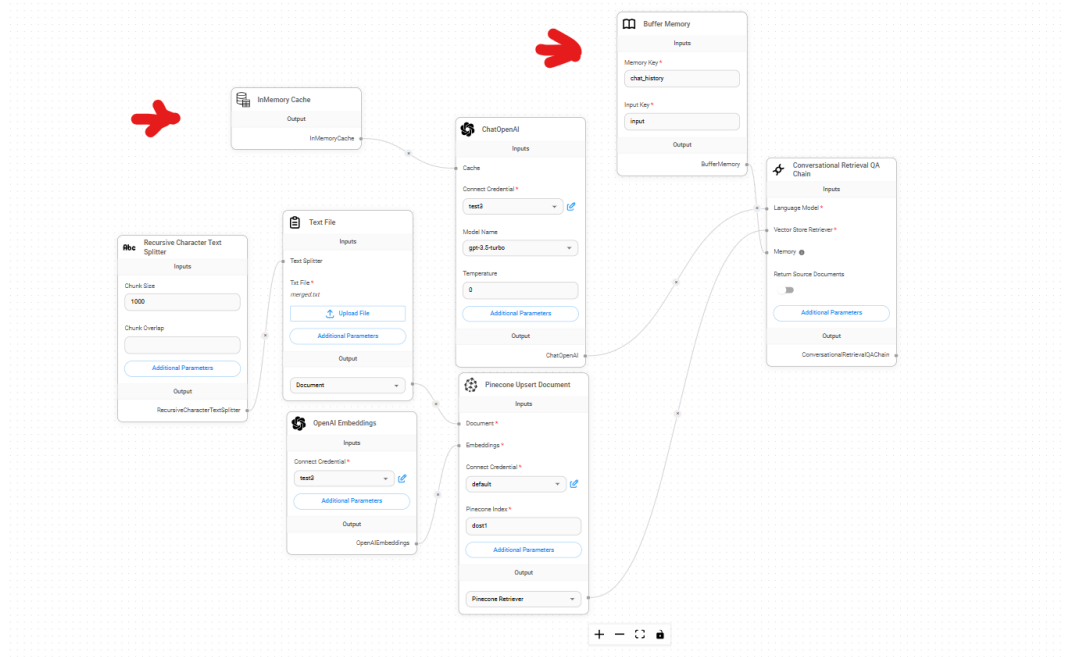 Buffer Memory
Inputs
Memory Key *
chat_history
Input Key *
input
Output
BufferMemory
InMemory Cache
Output
InMemoryCache
ChatOpenAI
Inputs
Cache
Connect Credential *
test3
Model Name
gpt-3.5-turbo
Temperature
0
Additional Parameters
Output
ChatOpenAI
Conversational Retrieval QA
Chain
Inputs
Language Model *
Vector Store Retriever *
Memory
Return Source Documents
Additional Parameters
Output
ConversationalRetrievalQAChain
Text File
Inputs
Text Splitter
Txt File *
merged.txt
Upload File
Additional Parameters
Output
Document
Abc
Recursive Character Text
Splitter
Inputs
Chunk Size
1000
Chunk Overlap
Additional Parameters
Output
RecursiveCharacterTextSplitter
OpenAI Embeddings
Inputs
Connect Credential *
test3
Additional Parameters
Output
OpenAIEmbeddings
Pinecone Upsert Document
Inputs
Document *
Embeddings *
Connect Credential *
default
Pinecone Index *
dost1
Additional Parameters
Output
Pinecone Retriever